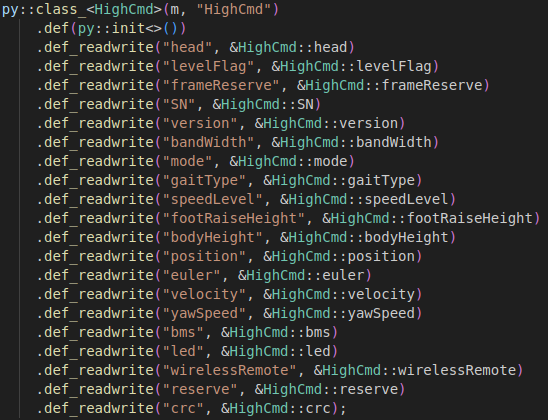 py::class_<HighCmd>(m, "HighCmd")
    .def(py::init<>())
    .def_readwrite("head", &HighCmd::head)
    .def_readwrite("levelFlag", &HighCmd::levelFlag)
    .def_readwrite("frameReserve", &HighCmd::frameReserve)
    .def_readwrite("SN", &HighCmd::SN)
    .def_readwrite("version", &HighCmd::version)
    .def_readwrite("bandWidth", &HighCmd::bandWidth)
    .def_readwrite("mode", &HighCmd::mode)
    .def_readwrite("gaitType", &HighCmd::gaitType)
    .def_readwrite("speedLevel", &HighCmd::speedLevel)
    .def_readwrite("footRaiseHeight", &HighCmd::footRaiseHeight)
    .def_readwrite("bodyHeight", &HighCmd::bodyHeight)
    .def_readwrite("position", &HighCmd::position)
    .def_readwrite("euler", &HighCmd::euler)
    .def_readwrite("velocity", &HighCmd::velocity)
    .def_readwrite("yawSpeed", &HighCmd::yawSpeed)
    .def_readwrite("bms", &HighCmd::bms)
    .def_readwrite("led", &HighCmd::led)
    .def_readwrite("wirelessRemote", &HighCmd::wirelessRemote)
    .def_readwrite("reserve", &HighCmd::reserve)
    .def_readwrite("crc", &HighCmd::crc);